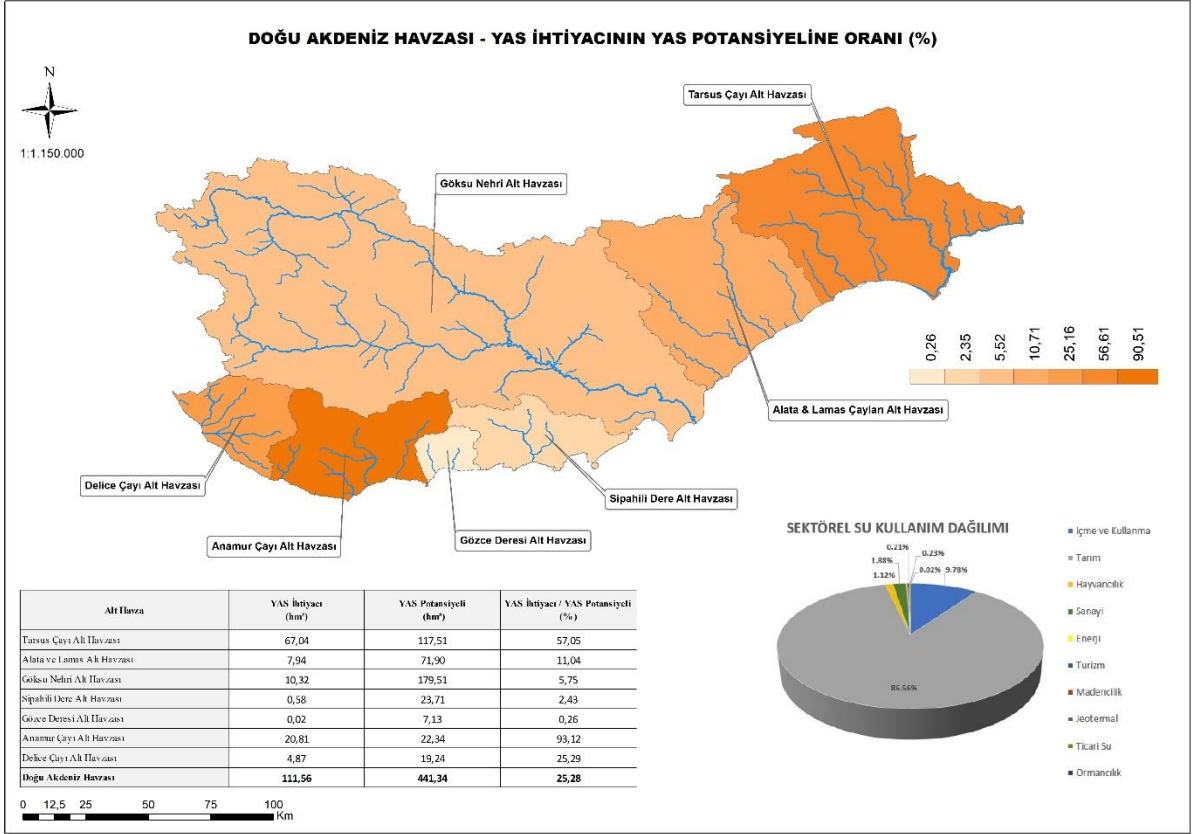 DOĞU AKDENİZ HAVZASI - YAS İHTİYACININ YAS POTANSİYELİNE ORANI (%)
N
1:1.150.000
Tarsus Çayı Alt Havzası
Göksu Nehri Alt Havzası
0,26
2,35
5,52
10,71
25,16
56,61
90,51
Alata & Lamas Çayları Alt Havzası
Delice Çayı Alt Havzası
Sipahili Dere Alt Havzası
Anamur Çayı Alt Havzası
Gözce Deresi Alt Havzası
SEKTÖREL SU KULLANIM DAĞILIMI
0.21%
0.23%
1.88%
1.12%
0.02%
9.78%
86.56%
İçme ve Kullanma
Tarım
Hayvancılık
Sanayi
Enerji
Turizm
Madencilik
Jeotermal
Ticari Su
Ormancılık
Alt Havza YAS İhtiyacı (hm³) YAS Potansiyeli (hm³) YAS İhtiyacı / YAS Potansiyeli (%)
Tarsus Çayı Alt Havzası 67,04 117,51 57,05
Alata ve Lamas Alt Havzası 7,94 71,90 11,04
Göksu Nehri Alt Havzası 10,32 179,51 5,75
Sipahili Dere Alt Havzası 0,58 23,71 2,43
Gözce Deresi Alt Havzası 0,02 7,13 0,26
Anamur Çayı Alt Havzası 20,81 22,34 93,12
Delice Çayı Alt Havzası 4,87 19,24 25,29
Doğu Akdeniz Havzası 111,56 441,34 25,28
0 12,5 25 50 75 100
Km